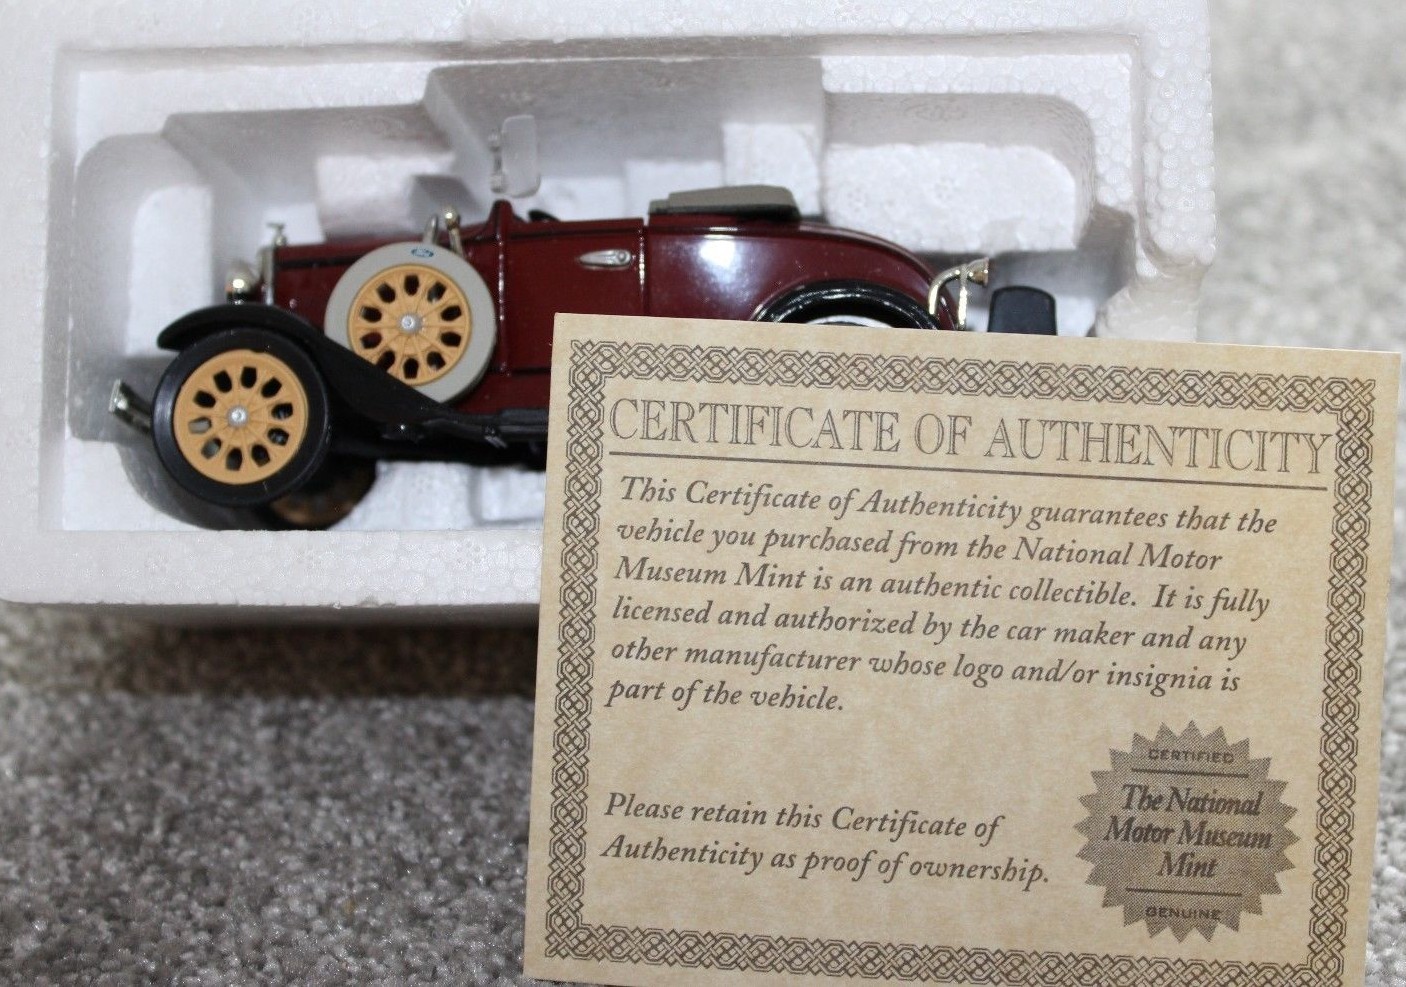 Ford
CERTIFICATE OF AUTHENTICITY
This Certificate of Authenticity guarantees that the
vehicle you purchased from the National Motor
Museum Mint is an authentic collectible. It is fully
licensed and authorized by the car maker and any
other manufacturer whose logo and/or insignia is
part of the vehicle.
Please retain this Certificate of
Authenticity as proof of ownership.
CERTIFIED
The National
Motor Museum
Mint
GENUINE